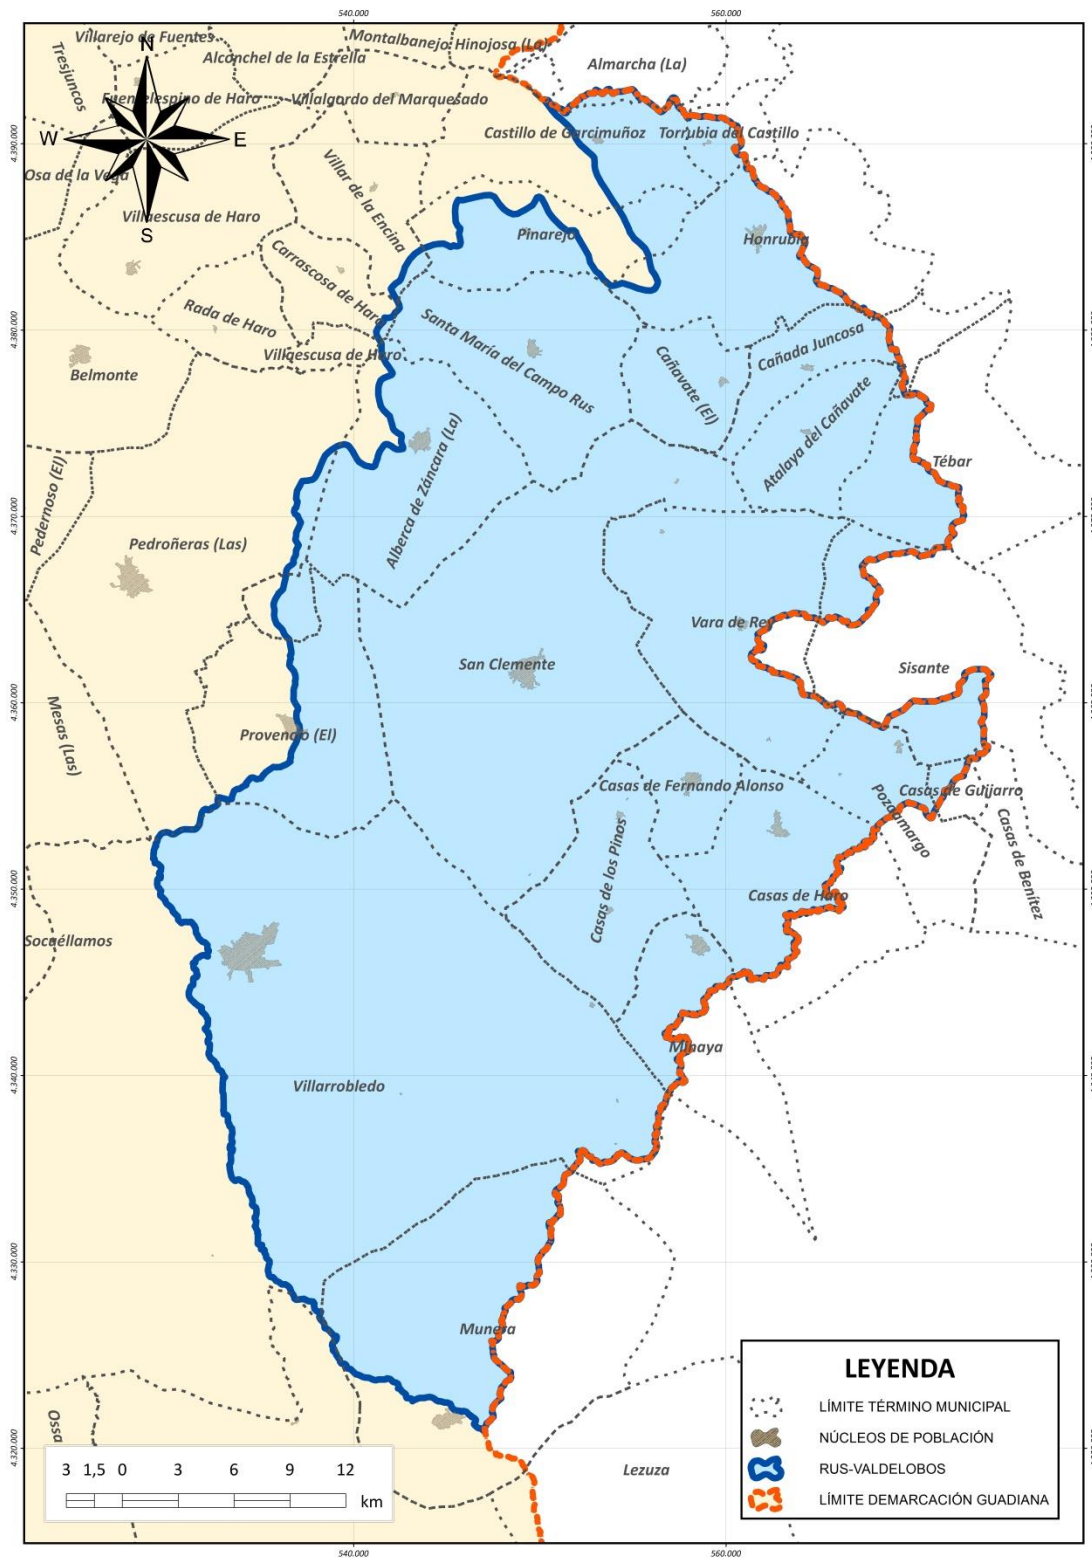 540.000
560.000
Villarejo de Fuentes
Montalbanejo
Hinojosa (La)
Tresjuncos
Alconchel de la Estrella
Almarcha (La)
N
Fuentelespino de Haro
Villalgordo del Marquesado
Castillo de Garcimuñoz
Torrubia del Castillo
W
E
4.390.000
Osa de la Vega
Villar de la Encina
Villaescusa de Haro
S
Pinarejo
Honrubia
Carrascosa de Haro
Rada de Haro
4.380.000
Santa María del Campo Rus
Cañada Juncosa
Villaescusa de Haro
Cañavate (El)
Belmonte
Atalaya del Cañavate
Alberca de Záncara (La)
Tébar
Pedernoso (El)
4.370.000
Pedroñeras (Las)
Vara de Rey
San Clemente
Sisante
4.360.000
Mesas (Las)
Provencio (El)
Casas de Fernando Alonso
Casas de Guijarro
Pozoamargo
Casas de los Pinos
Casas de Benítez
4.350.000
Casas de Haro
Socuéllamos
Minaya
4.340.000
Villarrobledo
4.330.000
Munera
LEYENDA
LÍMITE TÉRMINO MUNICIPAL
NÚCLEOS DE POBLACIÓN
RUS-VALDELOBOS
LÍMITE DEMARCACIÓN GUADIANA
Ossa
4.320.000
Lezuza
3 1,5 0 3 6 9 12
km
540.000
560.000